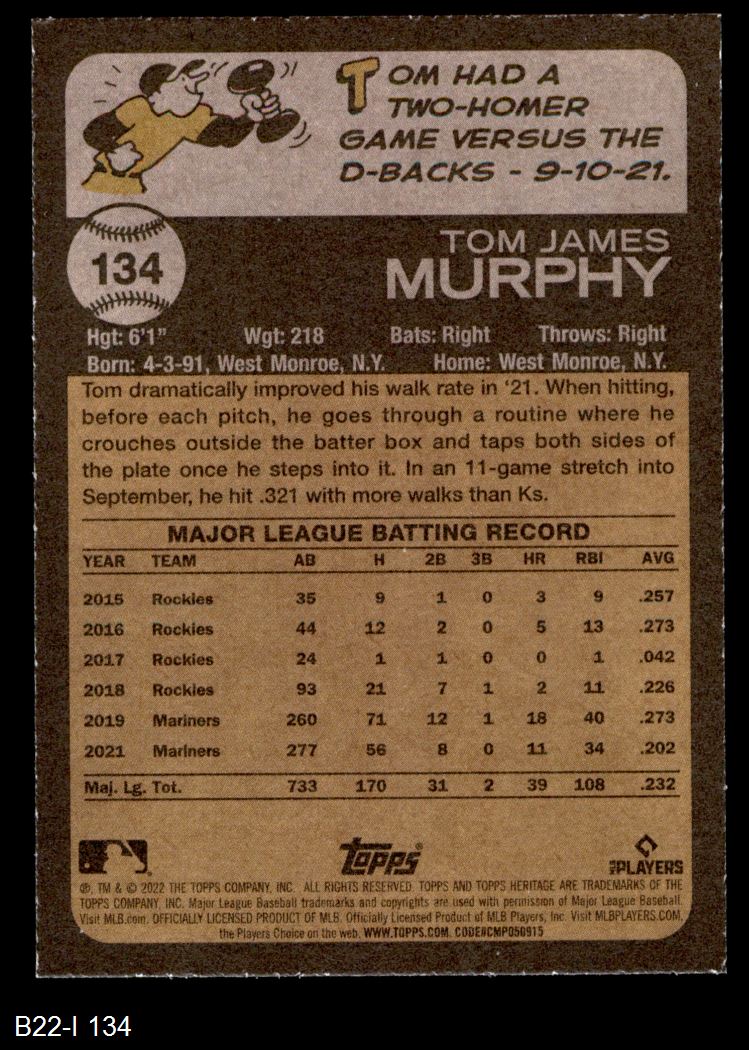 TOM HAD A
TWO-HOMER
GAME VERSUS THE
D-BACKS - 9-10-21.
134
TOM JAMES
MURPHY
Hgt: 6'1" Wgt: 218 Bats: Right Throws: Right
Born: 4-3-91, West Monroe, N.Y. Home: West Monroe, N.Y.
Tom dramatically improved his walk rate in ‘21. When hitting,
before each pitch, he goes through a routine where he
crouches outside the batter box and taps both sides of
the plate once he steps into it. In an 11-game stretch into
September, he hit .321 with more walks than Ks.
MAJOR LEAGUE BATTING RECORD
YEAR TEAM AB H 2B 3B HR RBI AVG
2015 Rockies 35 9 1 0 3 9 .257
2016 Rockies 44 12 2 0 5 13 .273
2017 Rockies 24 1 1 0 0 1 .042
2018 Rockies 93 21 7 1 2 11 .226
2019 Mariners 260 71 12 1 18 40 .273
2021 Mariners 277 56 8 0 11 34 .202
Maj. Lg. Tot. 733 170 31 2 39 108 .232
Topps MLB PLAYERS
®, TM & © 2022 THE TOPPS COMPANY, INC. ALL RIGHTS RESERVED. TOPPS AND TOPPS HERITAGE ARE TRADEMARKS OF THE
TOPPS COMPANY, INC. Major League Baseball trademarks and copyrights are used with permission of Major League Baseball.
Visit MLB.com. OFFICIALLY LICENSED PRODUCT OF MLB. Officially Licensed Product of MLB Players, Inc. Visit MLBPLAYERS.COM,
the Players Choice on the web. WWW.TOPPS.COM. CODE#CMP050915
B22-I 134